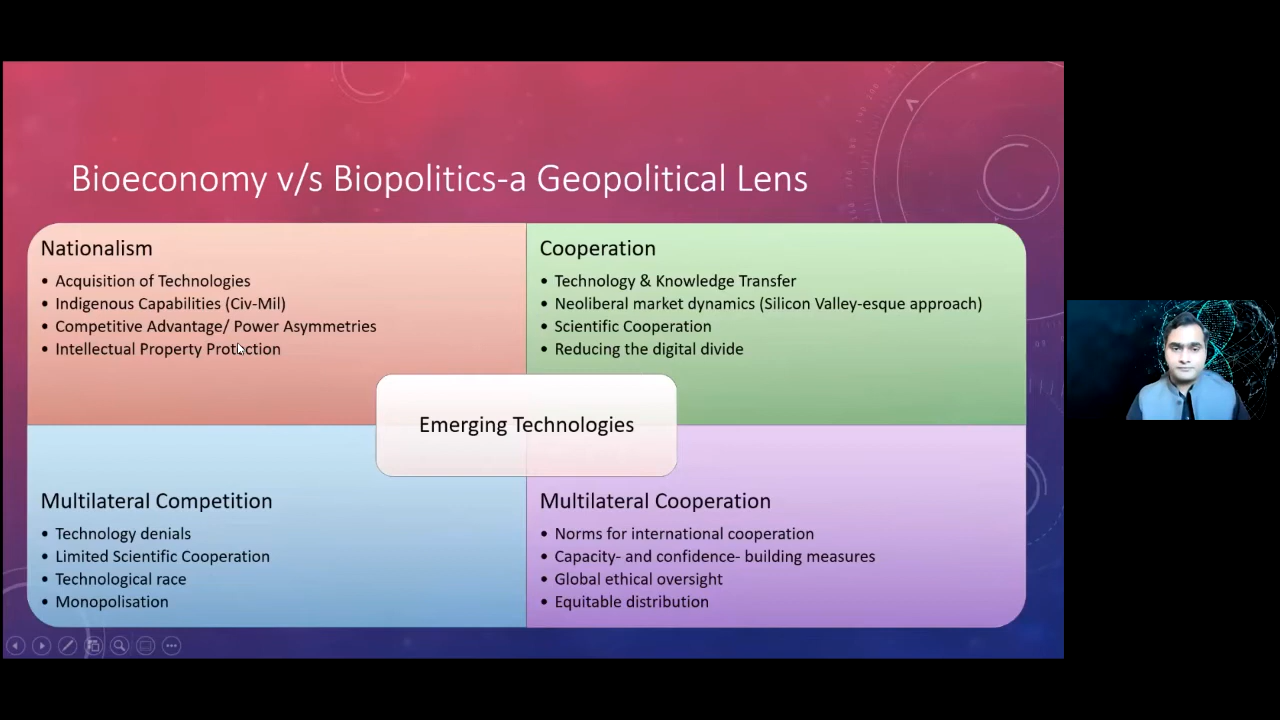 Bioeconomy v/s Biopolitics-a Geopolitical Lens
Nationalism
• Acquisition of Technologies
• Indigenous Capabilities (Civ-Mil)
• Competitive Advantage/ Power Asymmetries
• Intellectual Property Protection
Cooperation
• Technology & Knowledge Transfer
• Neoliberal market dynamics (Silicon Valley-esque approach)
• Scientific Cooperation
• Reducing the digital divide
Emerging Technologies
Multilateral Competition
• Technology denials
• Limited Scientific Cooperation
• Technological race
• Monopolisation
Multilateral Cooperation
• Norms for international cooperation
• Capacity- and confidence- building measures
• Global ethical oversight
• Equitable distribution